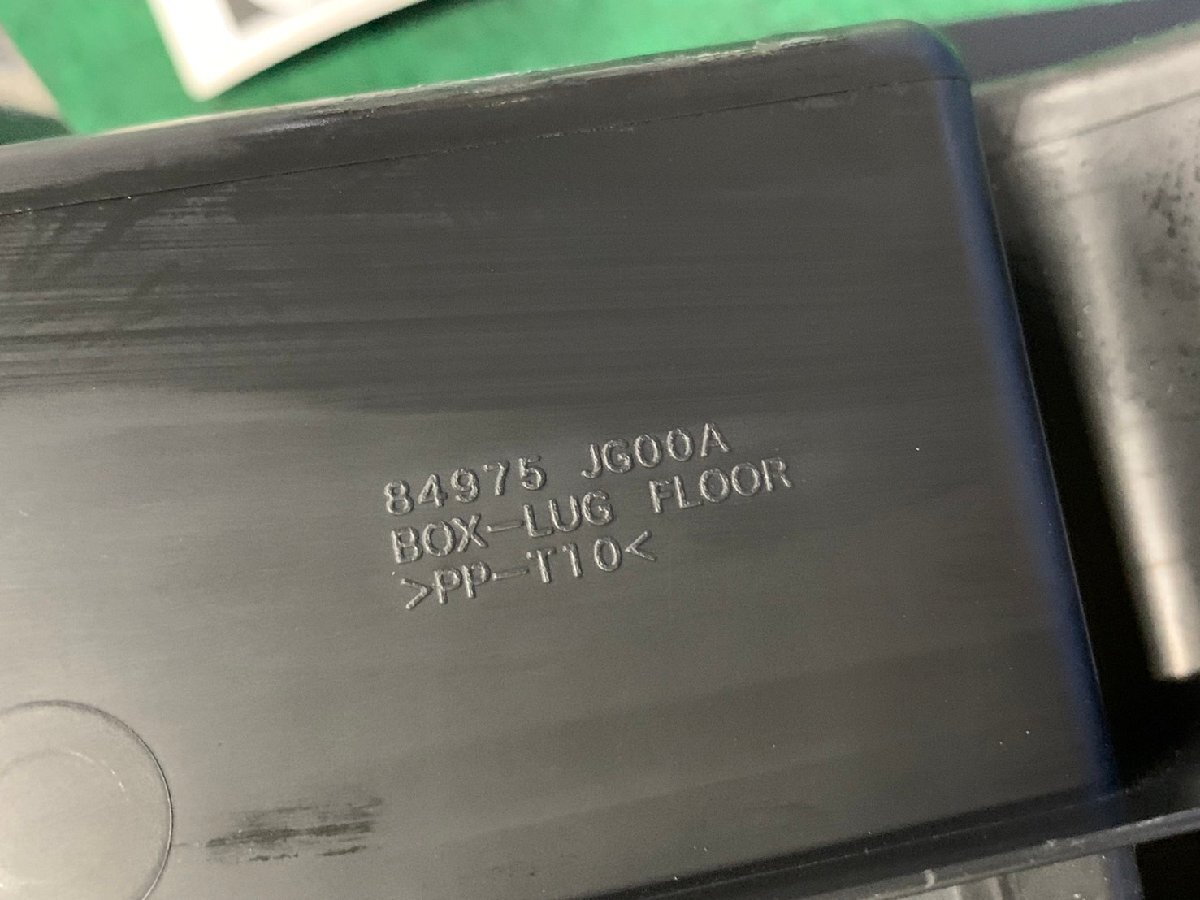 84975 JG00A
BOX-LUG FLOOR
>PP-T10<